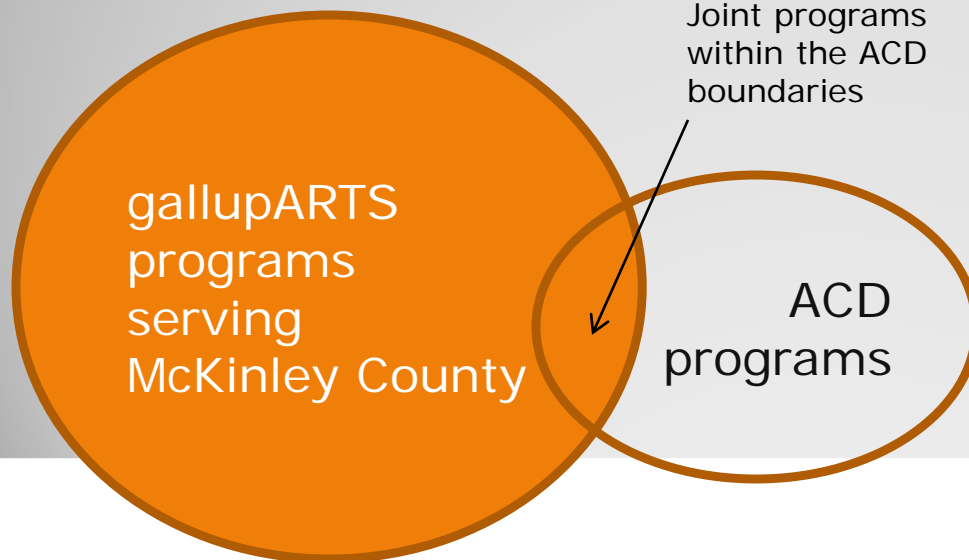 Joint programs
within the ACD
boundaries
gallupARTS
programs
serving
McKinley County
ACD
programs